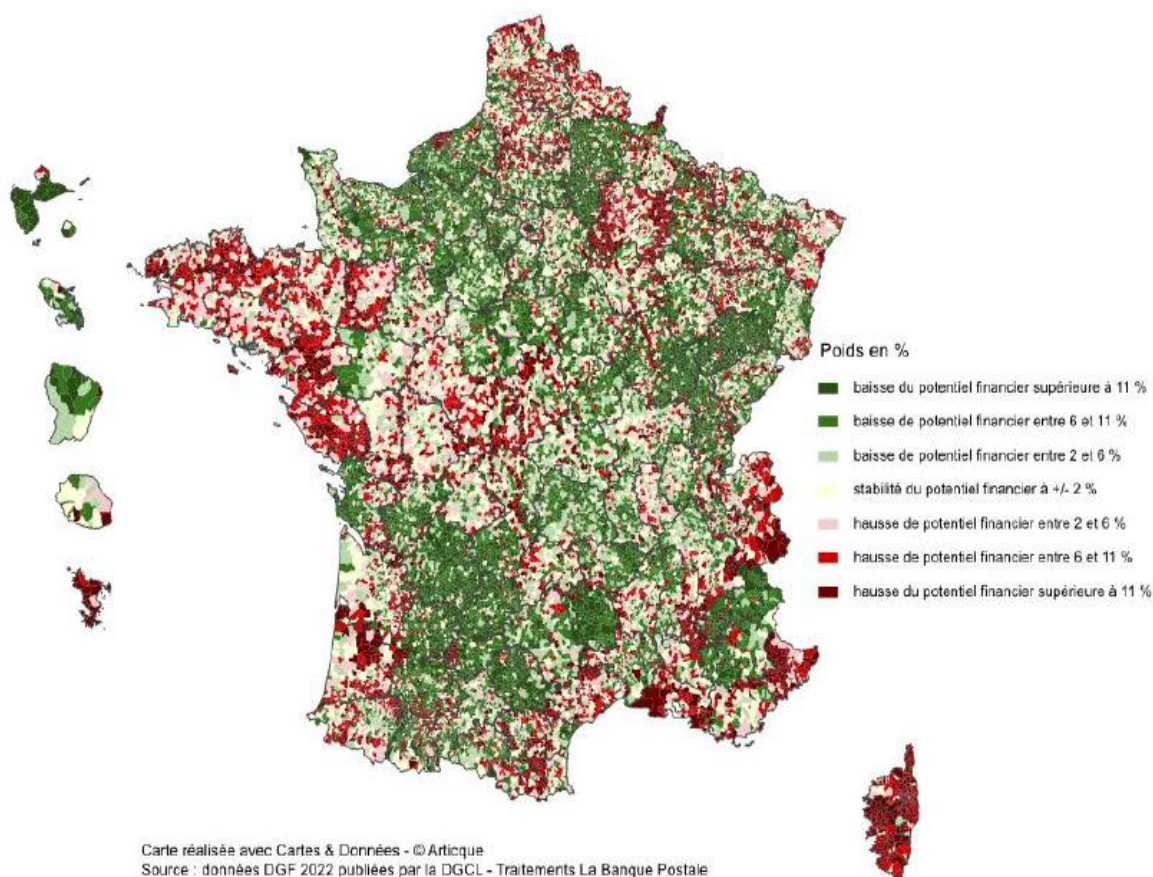 Poids en %
baisse du potentiel financier supérieure à 11 %
baisse de potentiel financier entre 6 et 11 %
baisse de potentiel financier entre 2 et 6 %
stabilité du potentiel financier à +/- 2 %
hausse de potentiel financier entre 2 et 6 %
hausse de potentiel financier entre 6 et 11 %
hausse du potentiel financier supérieure à 11 %
Carte réalisée avec Cartes & Données - © Articque
Source : données DGF 2022 publiées par la DGCL - Traitements La Banque Postale